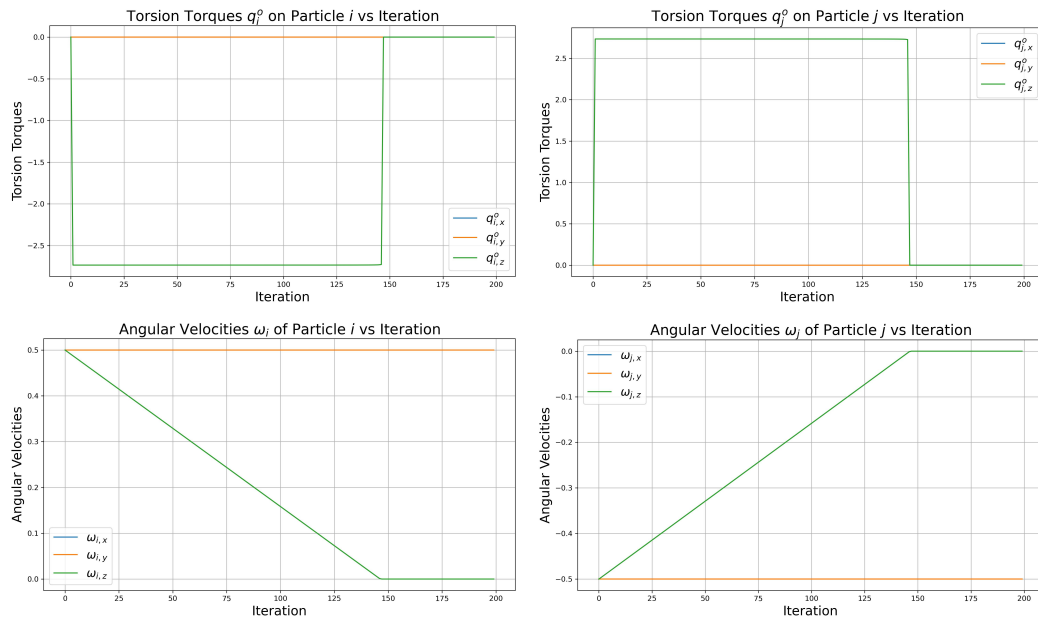 Torsion Torques $q_i^o$ on Particle $i$ vs Iteration
Torsion Torques
0.0
−0.5
−1.0
−1.5
−2.0
−2.5
$q_{i,x}^o$
$q_{i,y}^o$
$q_{i,z}^o$
0 25 50 75 100 125 150 175 200
Iteration
Torsion Torques $q_j^o$ on Particle $j$ vs Iteration
Torsion Torques
2.5
2.0
1.5
1.0
0.5
0.0
$q_{j,x}^o$
$q_{j,y}^o$
$q_{j,z}^o$
0 25 50 75 100 125 150 175 200
Iteration
Angular Velocities $\omega_i$ of Particle $i$ vs Iteration
Angular Velocities
0.5
0.4
0.3
0.2
0.1
0.0
$\omega_{i,x}$
$\omega_{i,y}$
$\omega_{i,z}$
0 25 50 75 100 125 150 175 200
Iteration
Angular Velocities $\omega_j$ of Particle $j$ vs Iteration
Angular Velocities
0.0
−0.1
−0.2
−0.3
−0.4
−0.5
$\omega_{j,x}$
$\omega_{j,y}$
$\omega_{j,z}$
0 25 50 75 100 125 150 175 200
Iteration